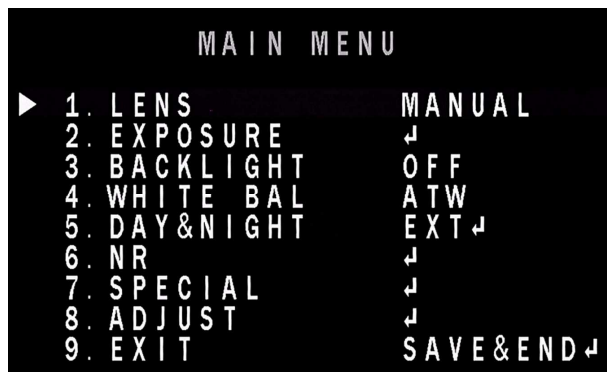 MAIN MENU
▶ 1. LENS MANUAL
2. EXPOSURE ↵
3. BACKLIGHT OFF
4. WHITE BAL ATW
5. DAY&NIGHT EXT↵
6. NR ↵
7. SPECIAL ↵
8. ADJUST ↵
9. EXIT SAVE&END↵